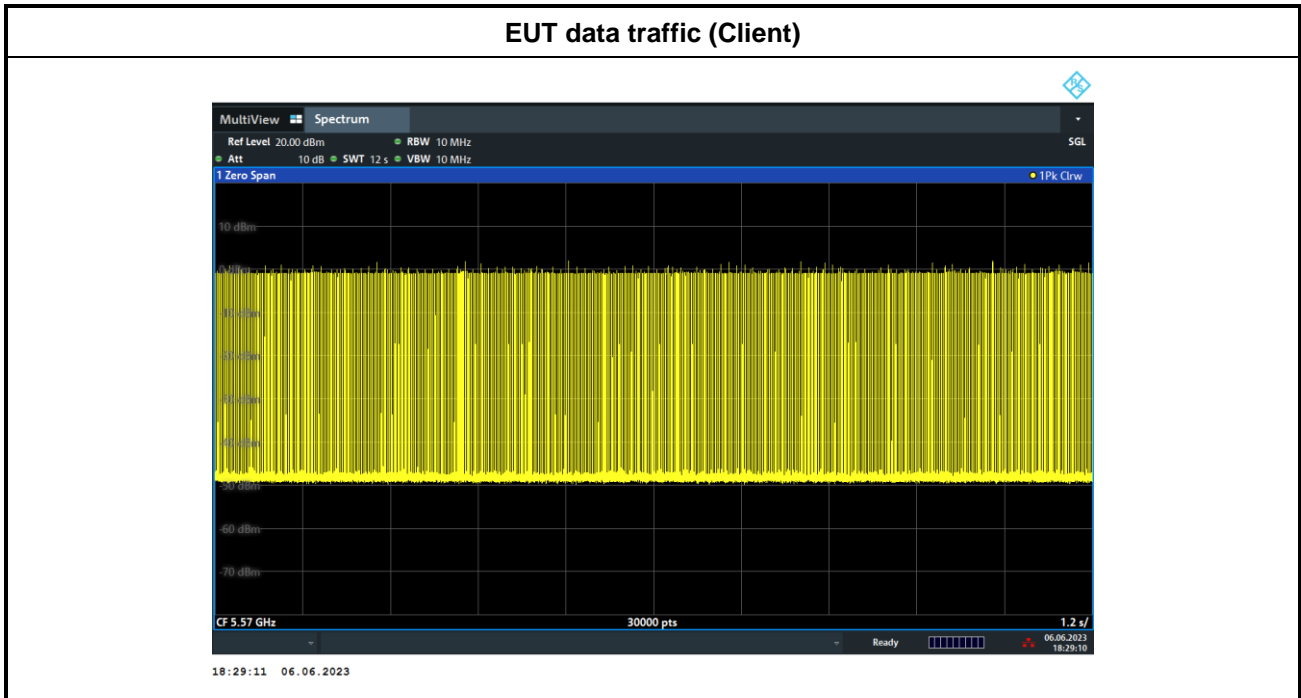 EUT data traffic (Client)
R S
MultiView Spectrum
Ref Level 20.00 dBm RBW 10 MHz SGL
Att 10 dB SWT 12 s VBW 10 MHz
1 Zero Span 1Pk Clrw
10 dBm
-50 dBm
-60 dBm
-70 dBm
CF 5.57 GHz 30000 pts 1.2 s/
Ready 06.06.2023
18:29:10
18:29:11 06.06.2023